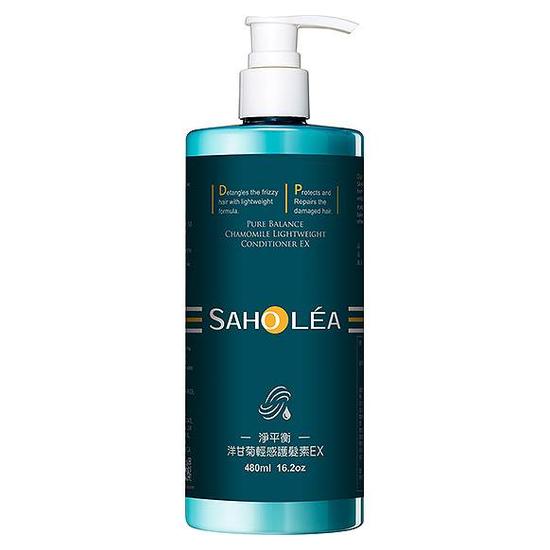 Detangles the frizzy
hair with lightweight
formula.
Protects and
Repairs the
damaged hair.
PURE BALANCE
CHAMOMILE LIGHTWEIGHT
CONDITIONER EX
SAHOLÉA
淨平衡
洋甘菊輕感護髮素EX
480ml 16.2oz